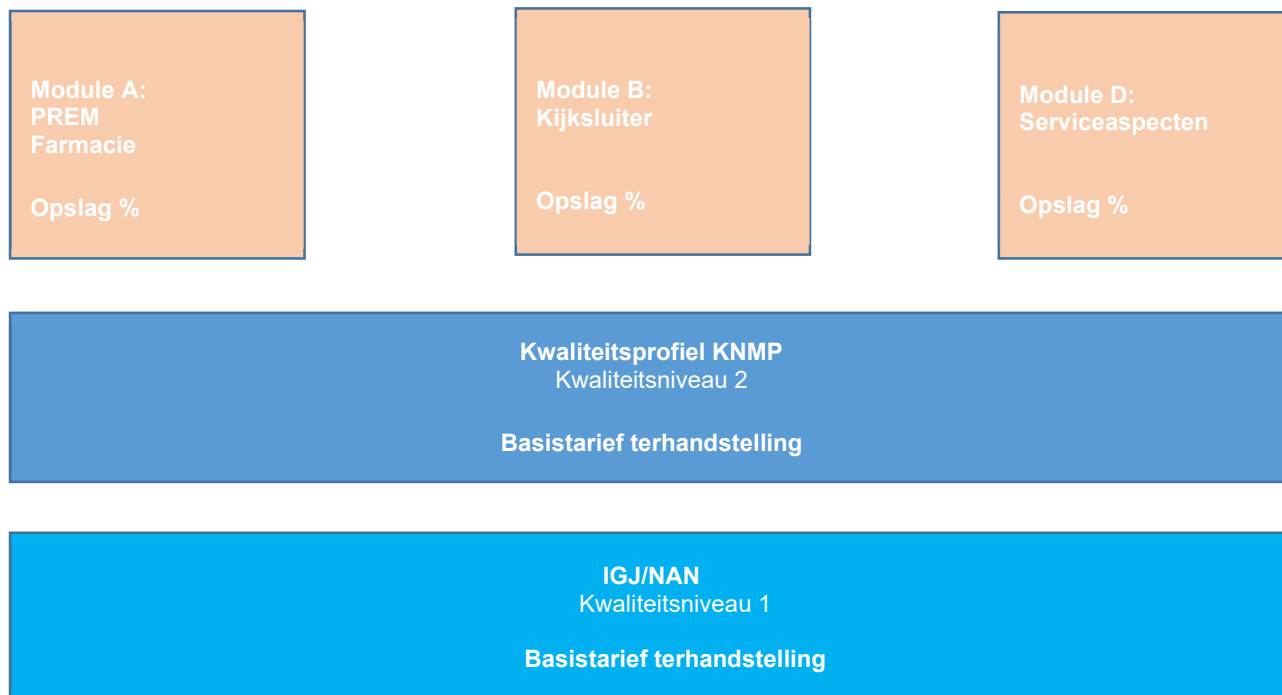 Module A:
PREM
Farmacie
Opslag %
Module B:
Kijksluiter
Opslag %
Module D:
Serviceaspecten
Opslag %
Kwaliteitsprofiel KNMP
Kwaliteitsniveau 2
Basistarief terhandstelling
IGJ/NAN
Kwaliteitsniveau 1
Basistarief terhandstelling